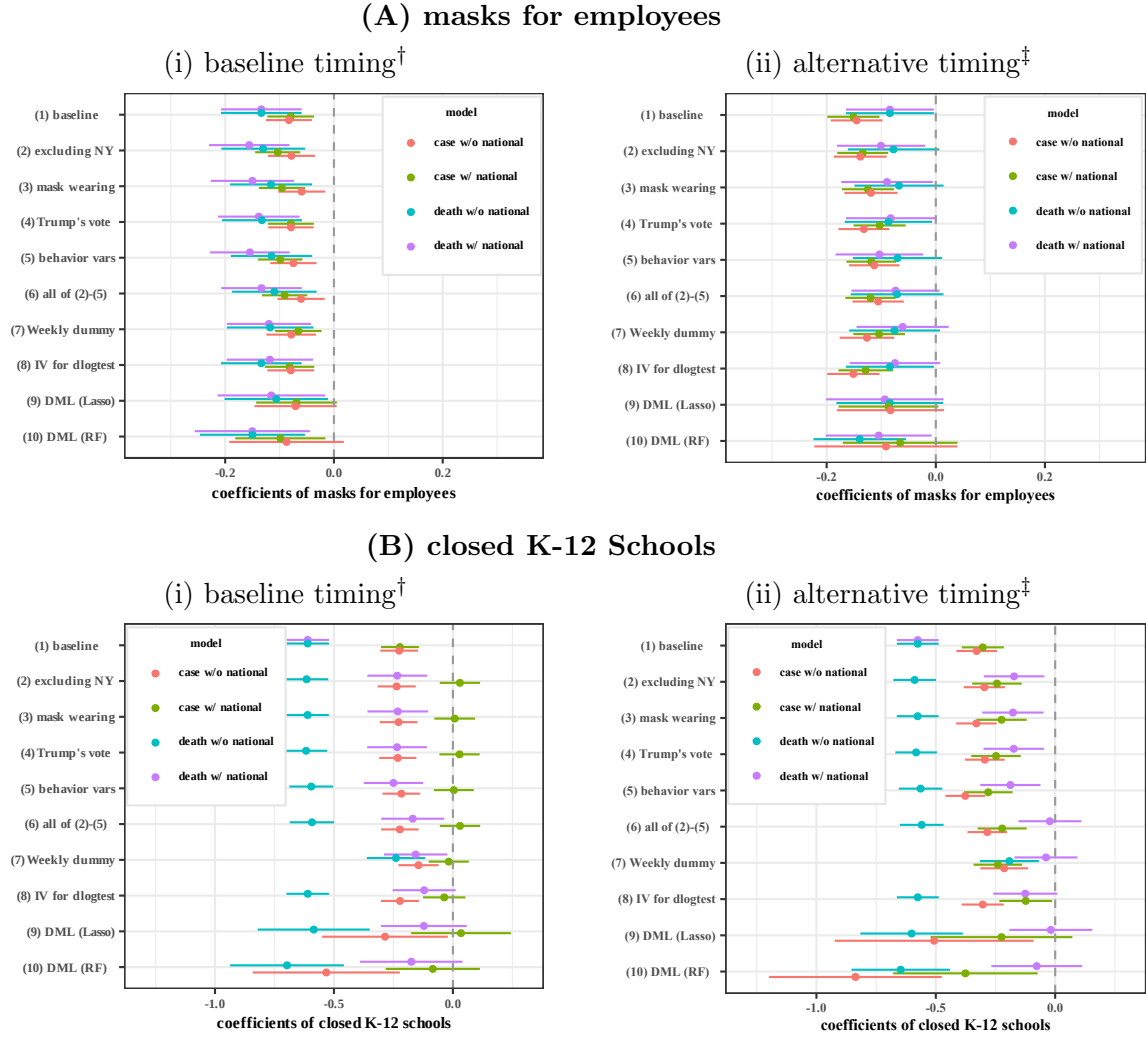 (A) masks for employees
(i) baseline timing†
(1) baseline
(2) excluding NY
(3) mask wearing
(4) Trump's vote
(5) behavior vars
(6) all of (2)-(5)
(7) Weekly dummy
(8) IV for dlogtest
(9) DML (Lasso)
(10) DML (RF)
model
case w/o national
case w/ national
death w/o national
death w/ national
-0.2 0.0 0.2
coefficients of masks for employees
(ii) alternative timing‡
(1) baseline
(2) excluding NY
(3) mask wearing
(4) Trump's vote
(5) behavior vars
(6) all of (2)-(5)
(7) Weekly dummy
(8) IV for dlogtest
(9) DML (Lasso)
(10) DML (RF)
model
case w/o national
case w/ national
death w/o national
death w/ national
-0.2 0.0 0.2
coefficients of masks for employees
(B) closed K-12 Schools
(i) baseline timing†
(1) baseline
(2) excluding NY
(3) mask wearing
(4) Trump's vote
(5) behavior vars
(6) all of (2)-(5)
(7) Weekly dummy
(8) IV for dlogtest
(9) DML (Lasso)
(10) DML (RF)
model
case w/o national
case w/ national
death w/o national
death w/ national
-1.0 -0.5 0.0
coefficients of closed K-12 schools
(ii) alternative timing‡
(1) baseline
(2) excluding NY
(3) mask wearing
(4) Trump's vote
(5) behavior vars
(6) all of (2)-(5)
(7) Weekly dummy
(8) IV for dlogtest
(9) DML (Lasso)
(10) DML (RF)
model
case w/o national
case w/ national
death w/o national
death w/ national
-1.0 -0.5 0.0
coefficients of closed K-12 schools